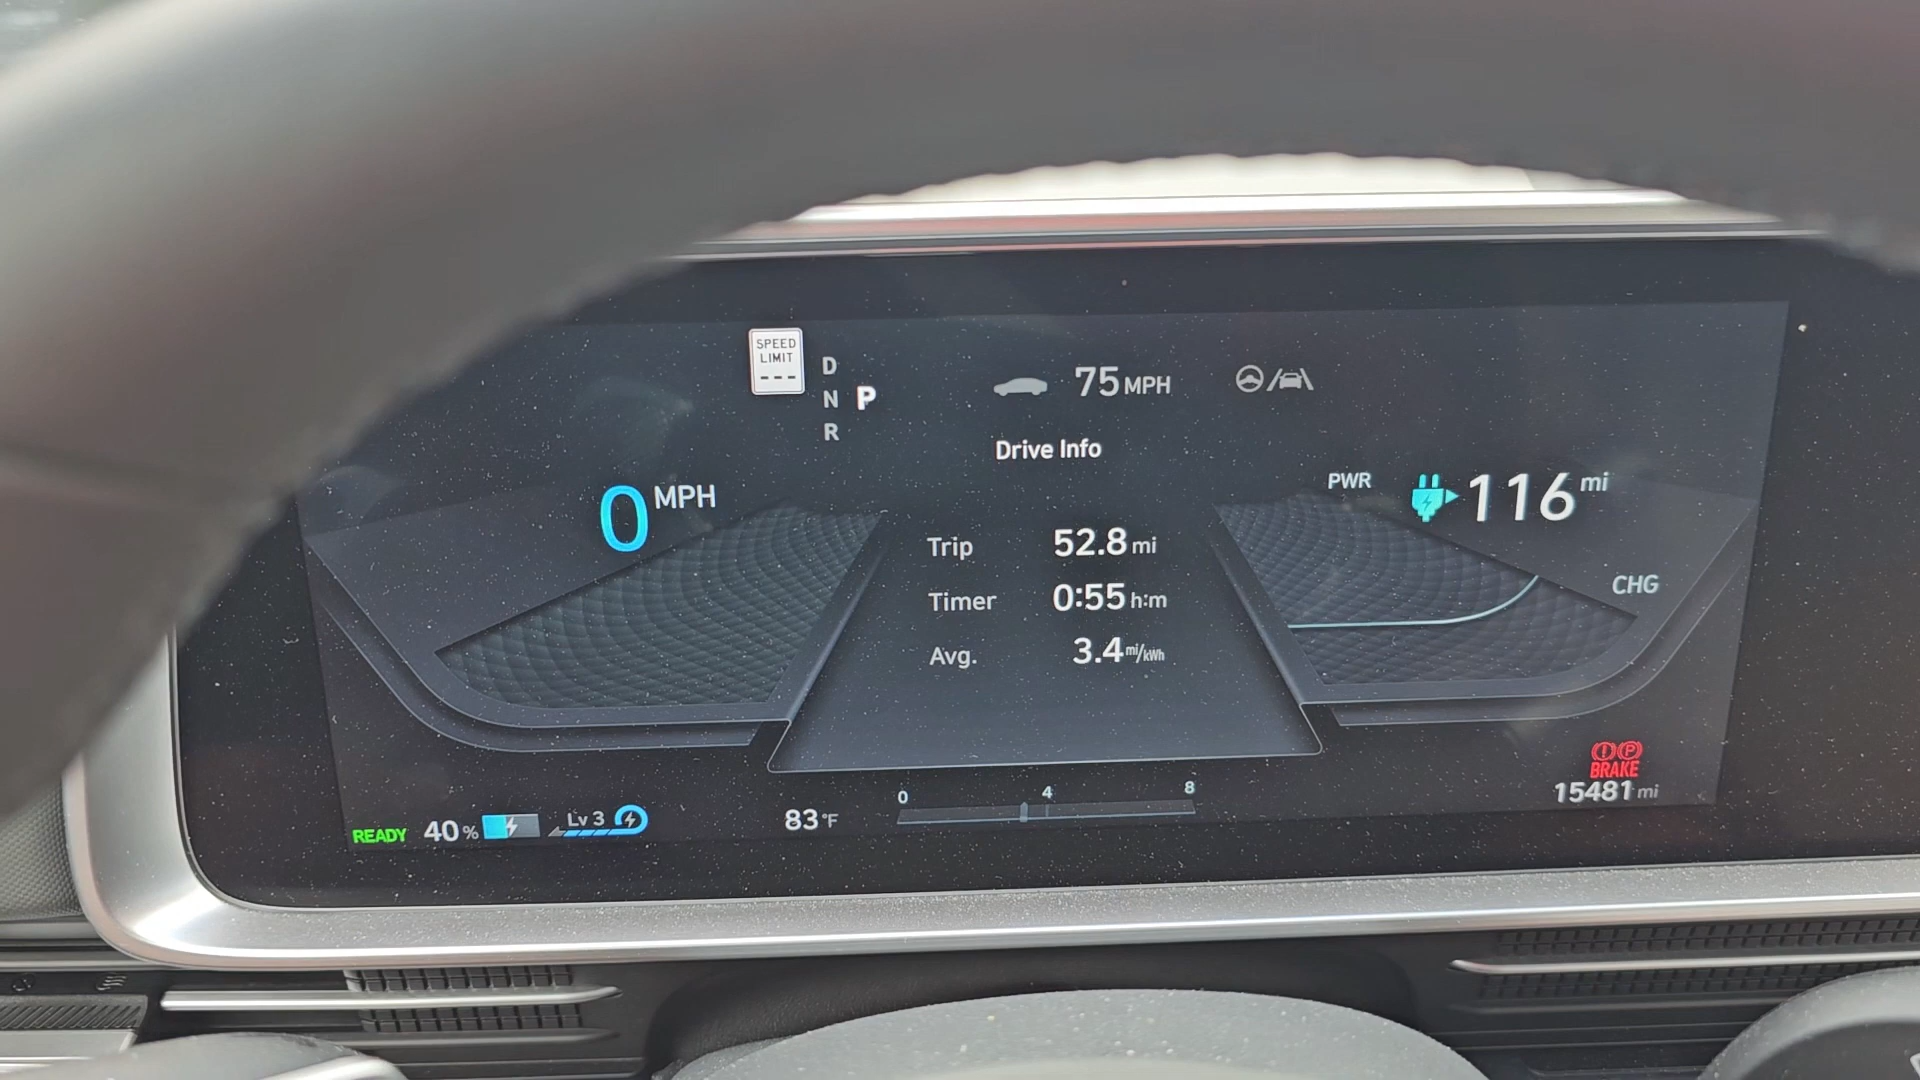 SPEED
LIMIT
---
D
N P
R
75 MPH
Drive Info
0 MPH
PWR
116 mi
CHG
Trip 52.8 mi
Timer 0:55 h:m
Avg. 3.4 mi/kWh
BRAKE
15481 mi
READY 40 % Lv 3
83°F
0 4 8